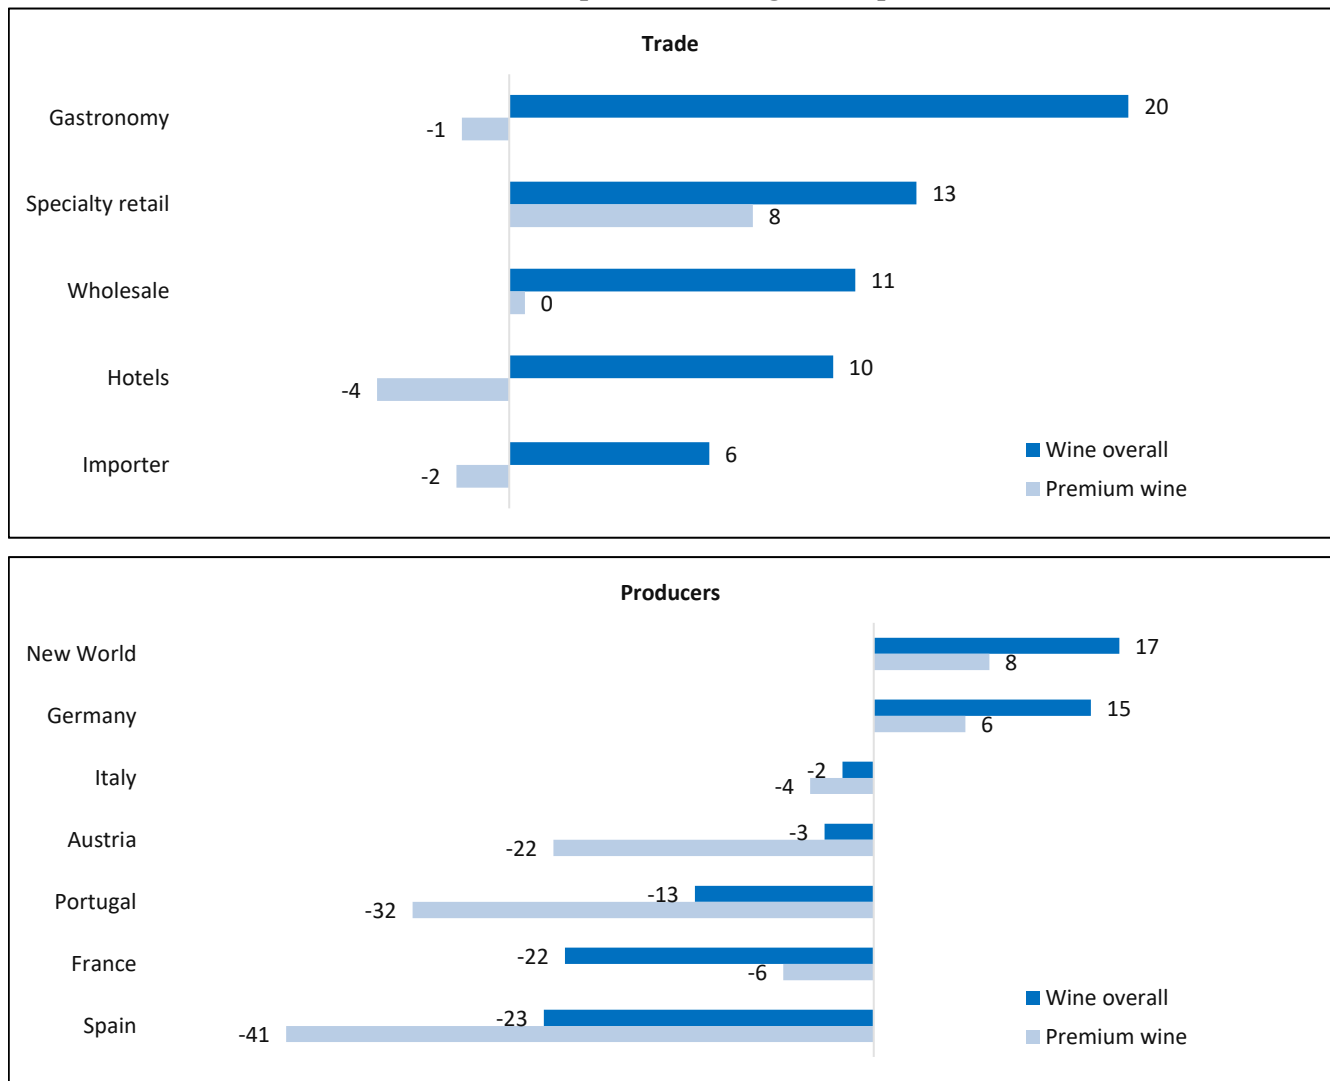 Trade
Gastronomy
20
-1
Specialty retail
13
8
Wholesale
11
0
Hotels
10
-4
Importer
6
-2
Wine overall
Premium wine
Producers
New World
17
8
Germany
15
6
Italy
-2
-4
Austria
-3
-22
Portugal
-13
-32
France
-22
-6
Spain
-23
-41
Wine overall
Premium wine